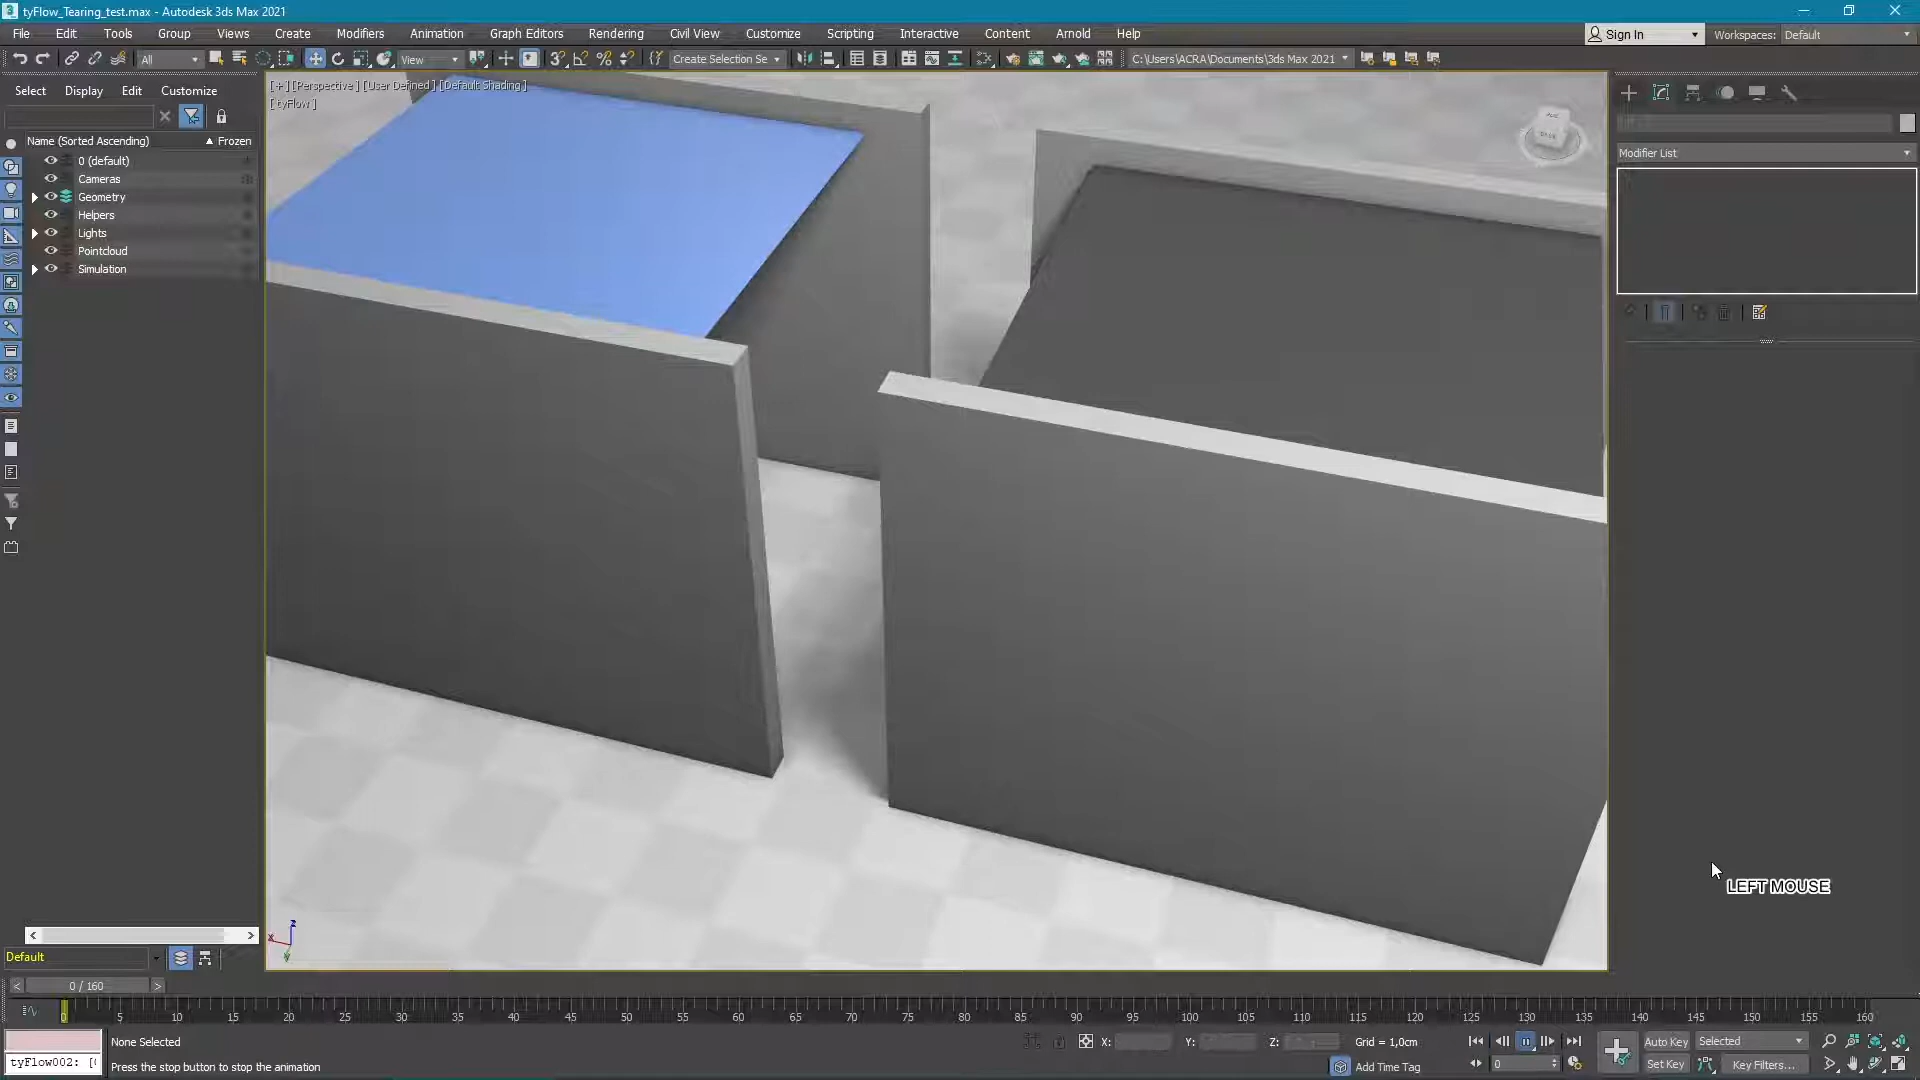 tyFlow_Tearing_test.max - Autodesk 3ds Max 2021
File Edit Tools Group Views Create Modifiers Animation Graph Editors Rendering Civil View Customize Scripting Interactive Content Arnold Help
Sign In
Workspaces: Default
All
View
Create Selection Se
C:\Users\ACRA\Documents\3ds Max 2021
Select Display Edit Customize
[+] [Perspective] [User Defined] [Default Shading]
[tyFlow]
Name (Sorted Ascending)
Frozen
0 (default)
Cameras
Geometry
Helpers
Lights
Pointcloud
Simulation
Modifier List
LEFT MOUSE
z
x
y
Default
0 / 160
0 5 10 15 20 25 30 35 40 45 50 55 60 65 70 75 80 85 90 95 100 105 110 115 120 125 130 135 140 145 150 155 160
None Selected
X:
Y:
Z:
Grid = 1,0cm
Auto Key
Selected
tyFlow002: [
Press the stop button to stop the animation
Add Time Tag
0
Set Key
Key Filters...